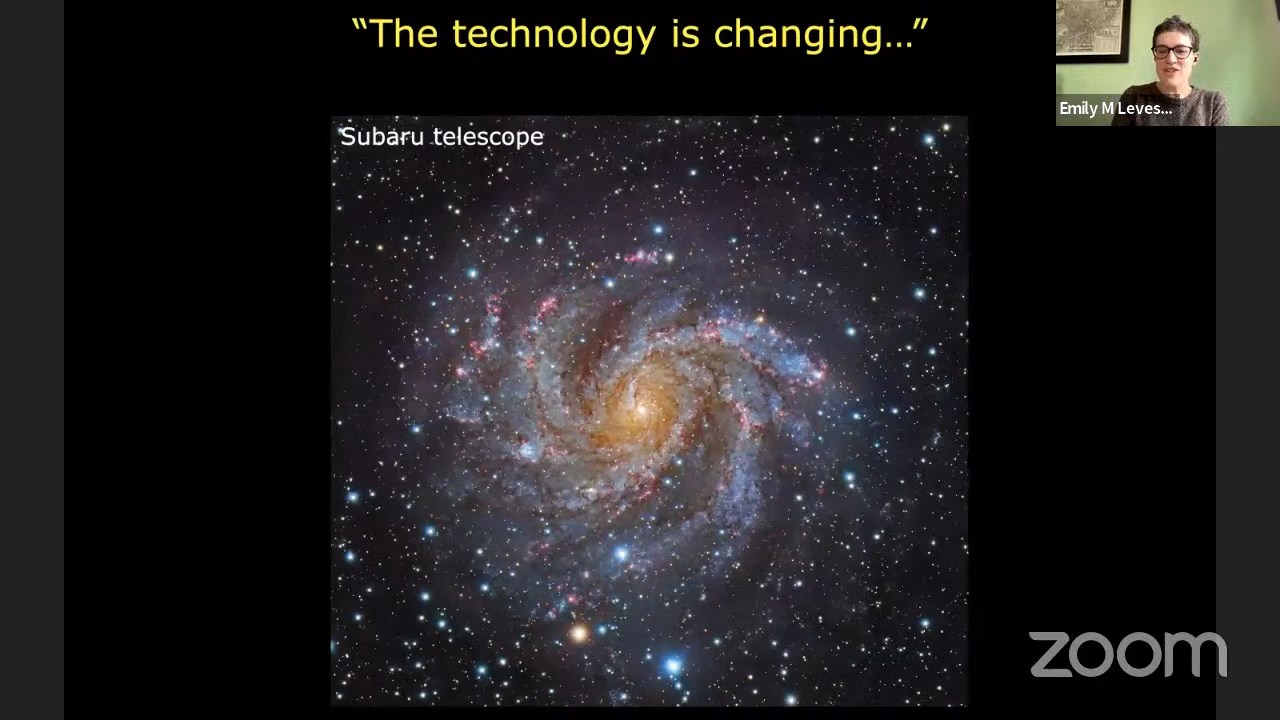 “The technology is changing…”
Emily M Leves...
Subaru telescope
zoom